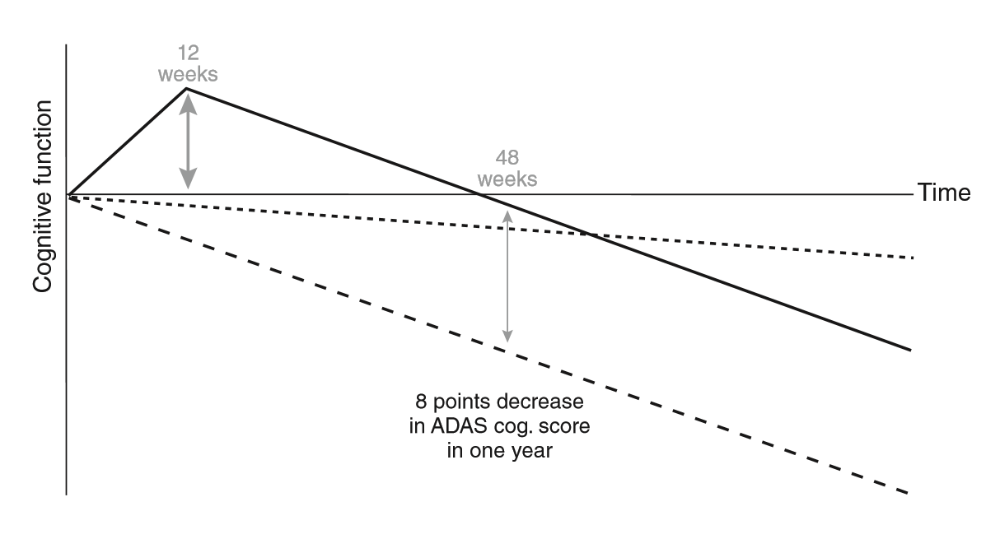 12
weeks
48
weeks
Time
Cognitive function
8 points decrease
in ADAS cog. score
in one year